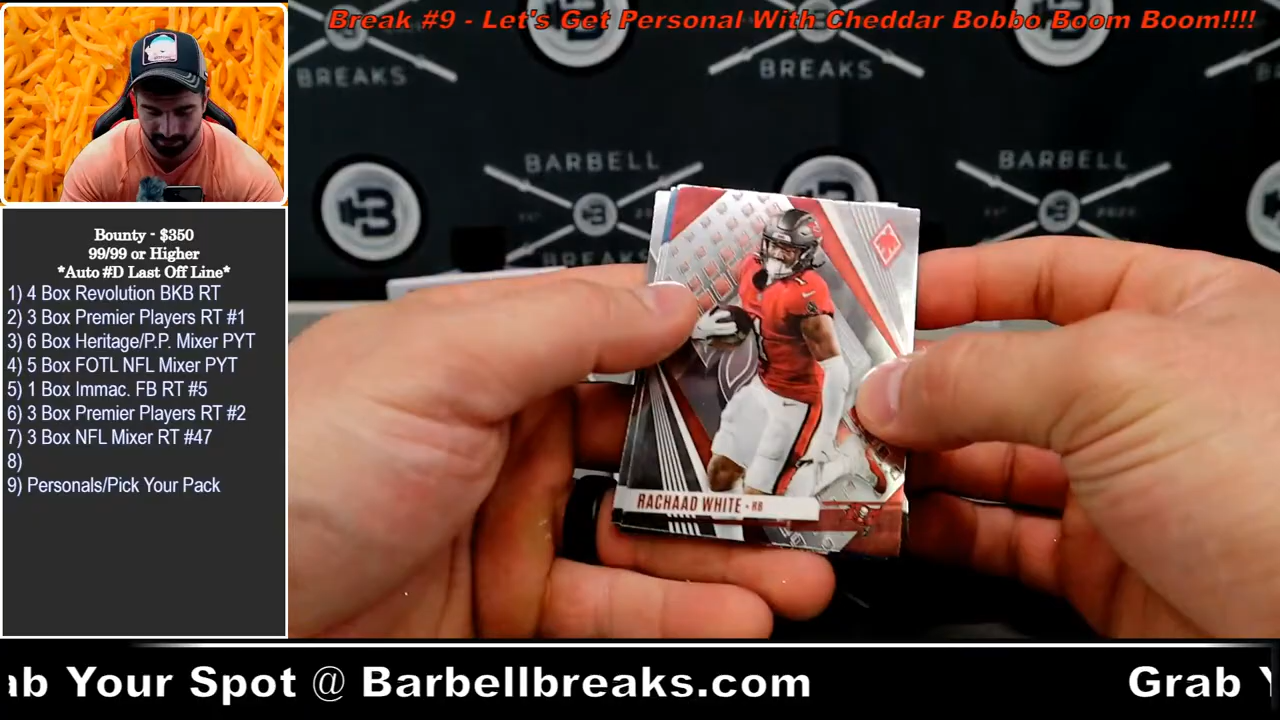 Break #9 - Let's Get Personal With Cheddar Bobbo Boom Boom!!!!
BREAKS
BREAKS
BARBELL
BARBELL
Bounty - $350
99/99 or Higher
*Auto #D Last Off Line*
1) 4 Box Revolution BKB RT
2) 3 Box Premier Players RT #1
3) 6 Box Heritage/P.P. Mixer PYT
4) 5 Box FOTL NFL Mixer PYT
5) 1 Box Immac. FB RT #5
6) 3 Box Premier Players RT #2
7) 3 Box NFL Mixer RT #47
8)
9) Personals/Pick Your Pack
RACHAAD WHITE - RB
ab Your Spot @ Barbellbreaks.com
Grab Y